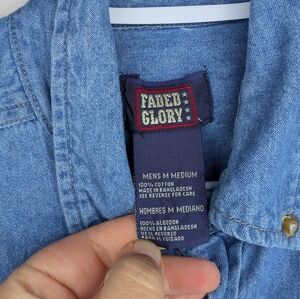 FADED
GLORY
MENS M MEDIUM
100% COTTON
MADE IN BANGLADESH
SEE REVERSE FOR CARE
HOMBRES M MEDIANO
100% ALGODON
HECHO EN BANGLADESH
VE EL REVERSO
PARA EL CUIDADO